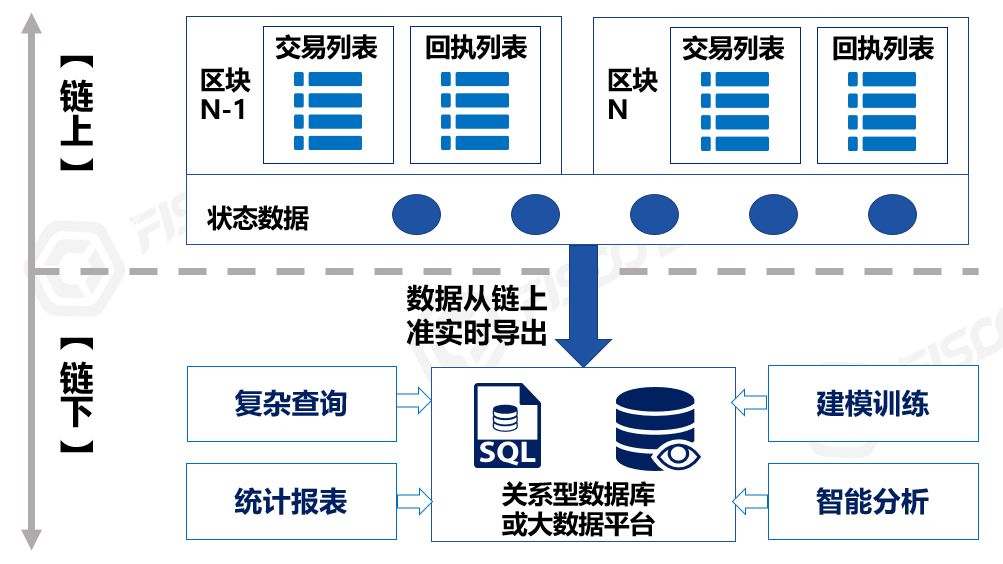 【链上】
区块
N-1
交易列表
回执列表
区块
N
交易列表
回执列表
状态数据
数据从链上
准实时导出
【链下】
复杂查询
统计报表
SQL
关系型数据库
或大数据平台
建模训练
智能分析
FISCO
FISCO